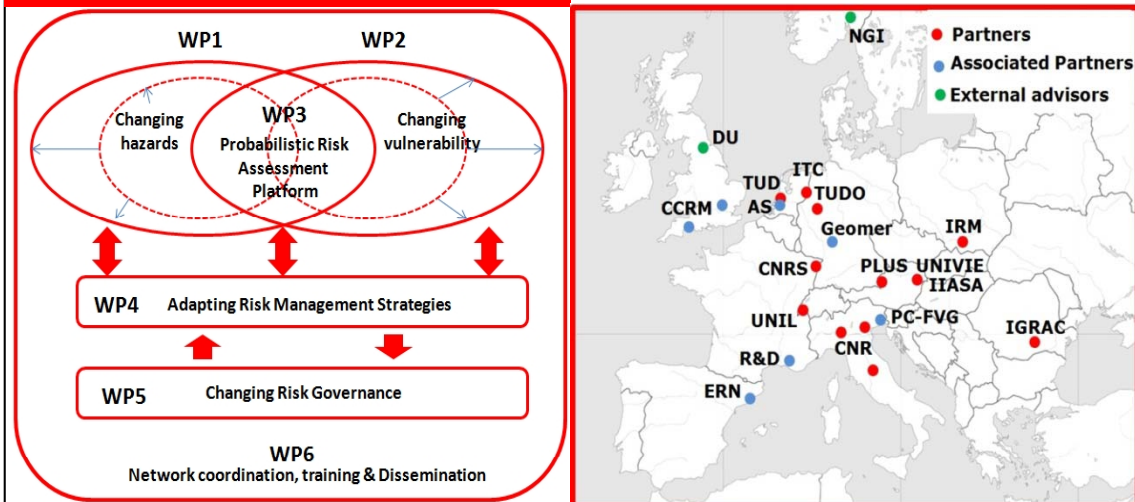 WP1
WP2
Changing
hazards
WP3
Probabilistic Risk
Assessment
Platform
Changing
vulnerability
WP4 Adapting Risk Management Strategies
WP5 Changing Risk Governance
WP6
Network coordination, training & Dissemination
NGI
Partners
Associated Partners
External advisors
DU
ITC
TUD
TUDO
CCRM
AS
Geomer
IRM
CNRS
PLUS UNIVIE
IIASA
UNIL
PC-FVG
IGRAC
CNR
R&D
ERN